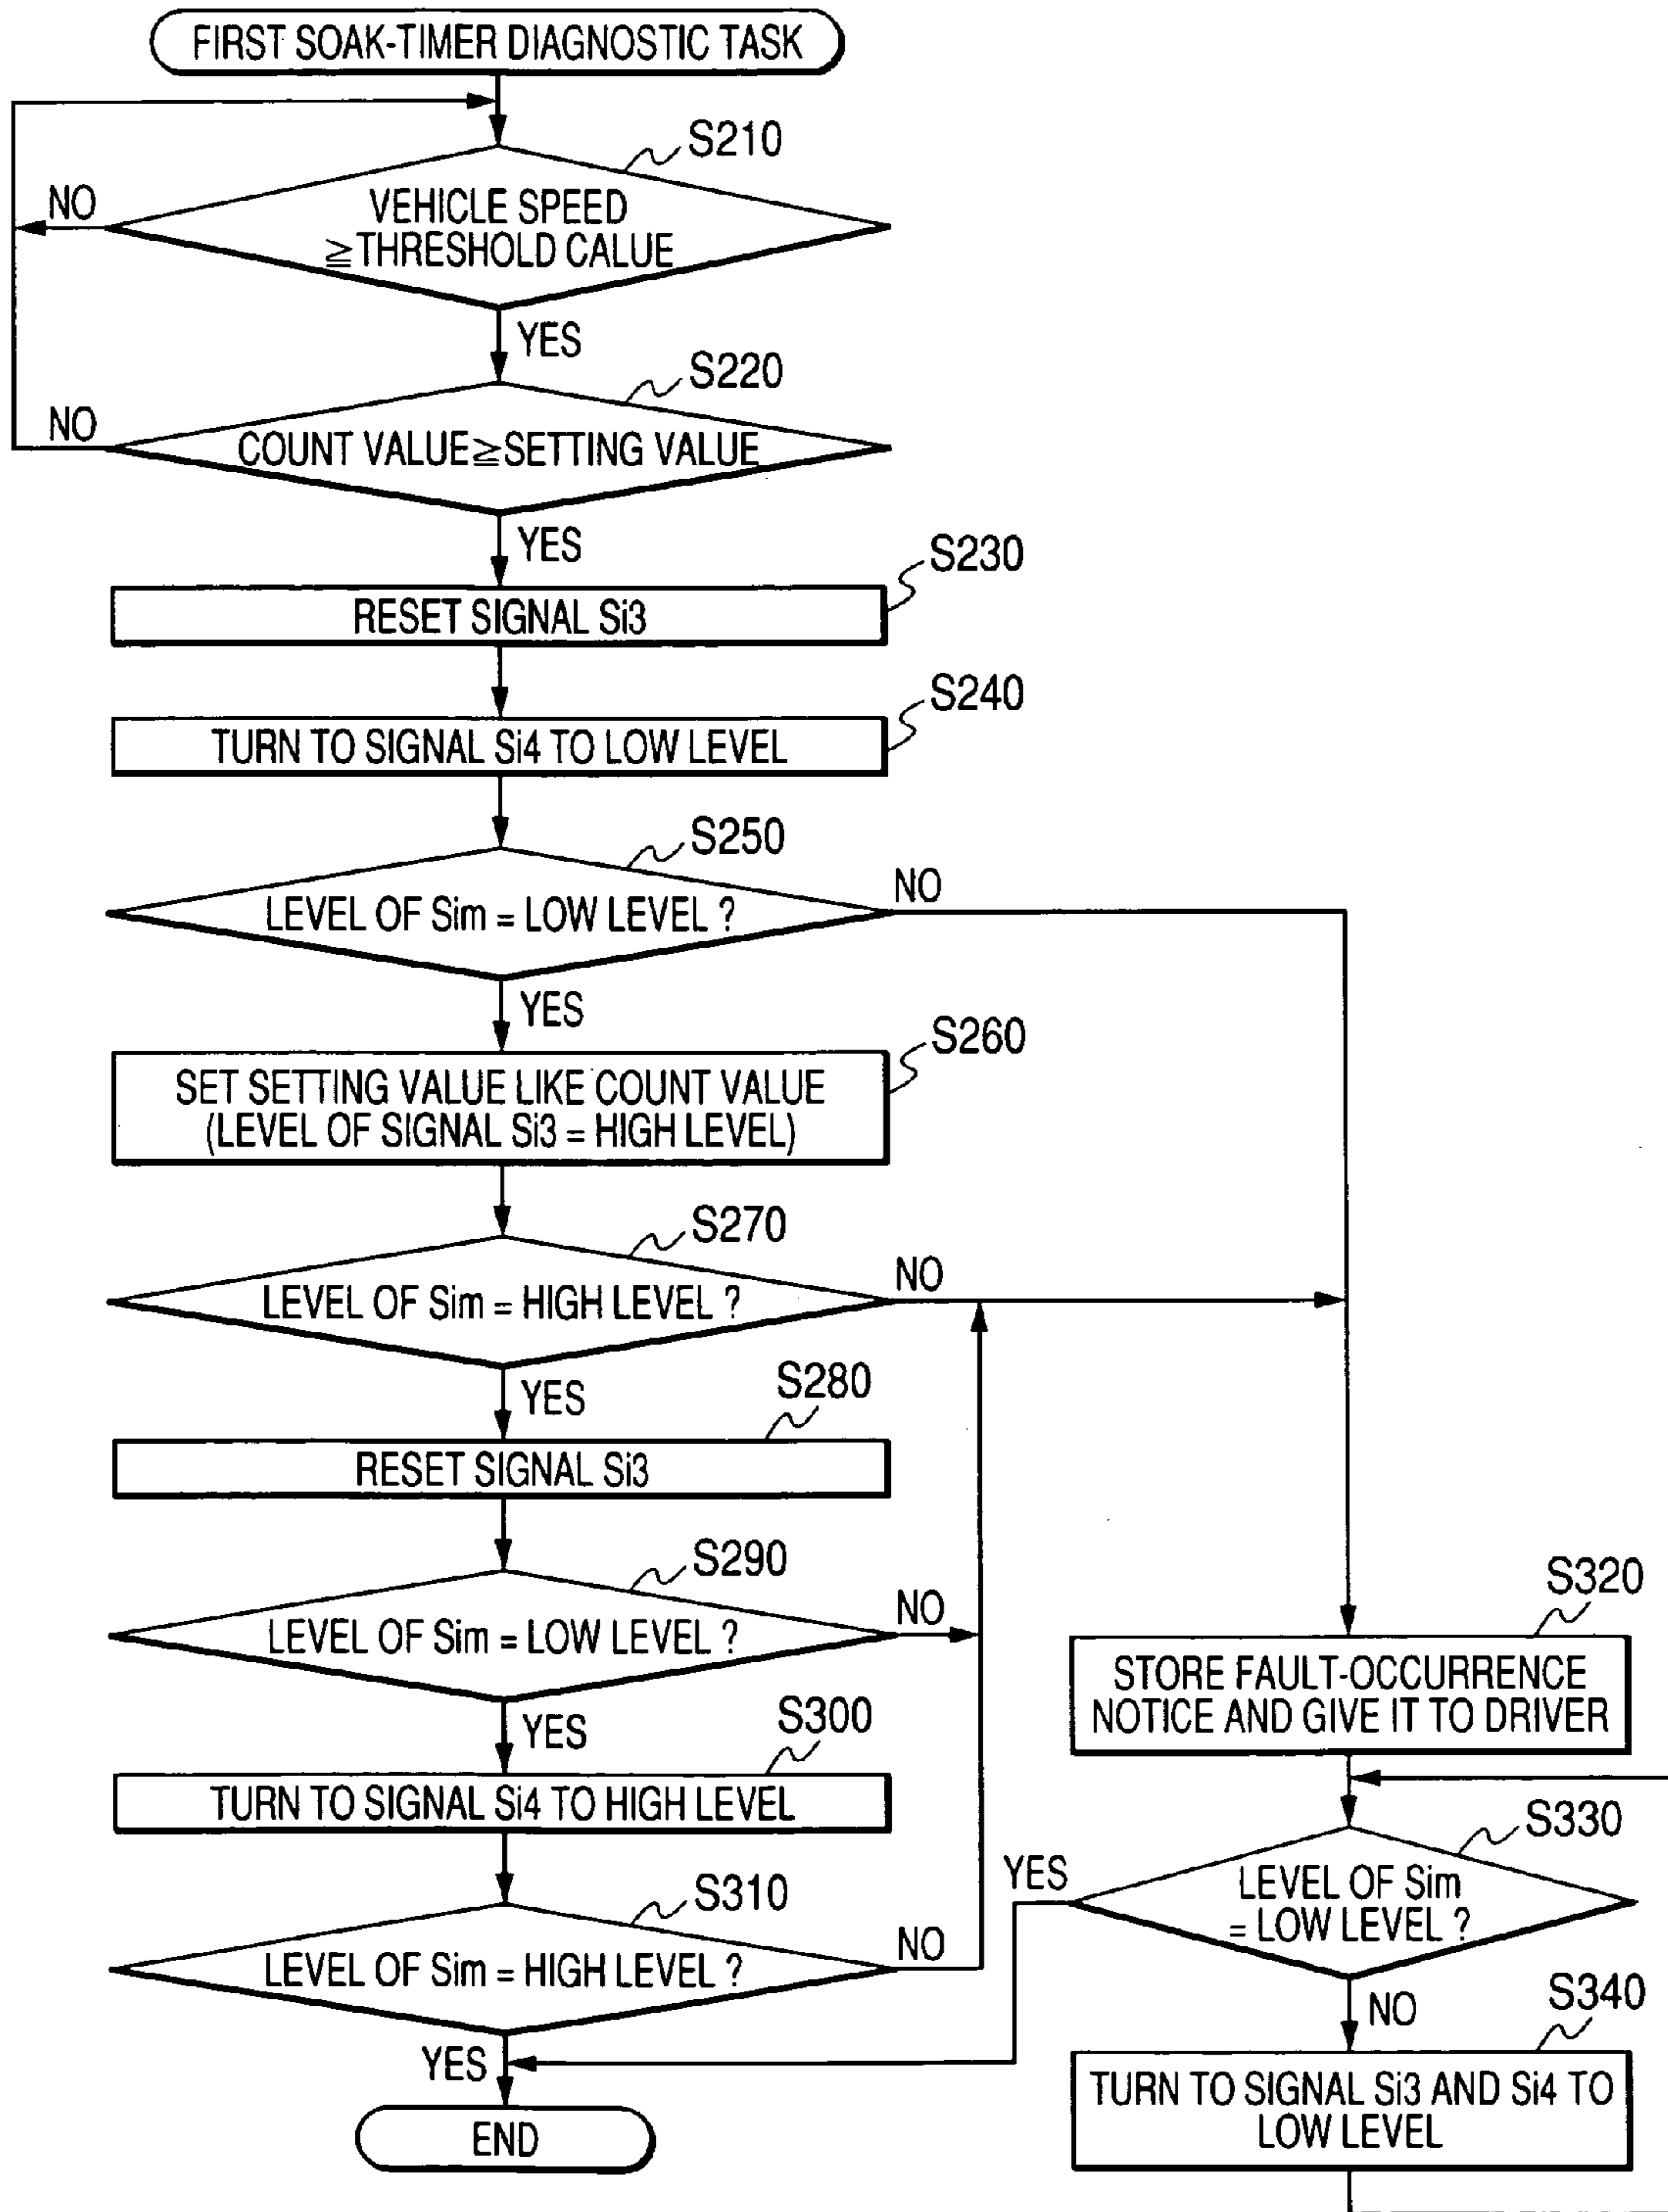 FIRST SOAK-TIMER DIAGNOSTIC TASK
S210
NO
VEHICLE SPEED
≧THRESHOLD CALUE
YES
S220
NO
COUNT VALUE≧SETTING VALUE
YES
S230
RESET SIGNAL Si3
S240
TURN TO SIGNAL Si4 TO LOW LEVEL
S250
NO
LEVEL OF Sim = LOW LEVEL ?
YES
S260
SET SETTING VALUE LIKE COUNT VALUE
(LEVEL OF SIGNAL Si3 = HIGH LEVEL)
S270
NO
LEVEL OF Sim = HIGH LEVEL ?
YES
S280
RESET SIGNAL Si3
S290
NO
LEVEL OF Sim = LOW LEVEL ?
YES
S300
TURN TO SIGNAL Si4 TO HIGH LEVEL
S310
NO
LEVEL OF Sim = HIGH LEVEL ?
YES
END
S320
STORE FAULT-OCCURRENCE
NOTICE AND GIVE IT TO DRIVER
S330
YES
LEVEL OF Sim
= LOW LEVEL ?
NO
S340
TURN TO SIGNAL Si3 AND Si4 TO
LOW LEVEL